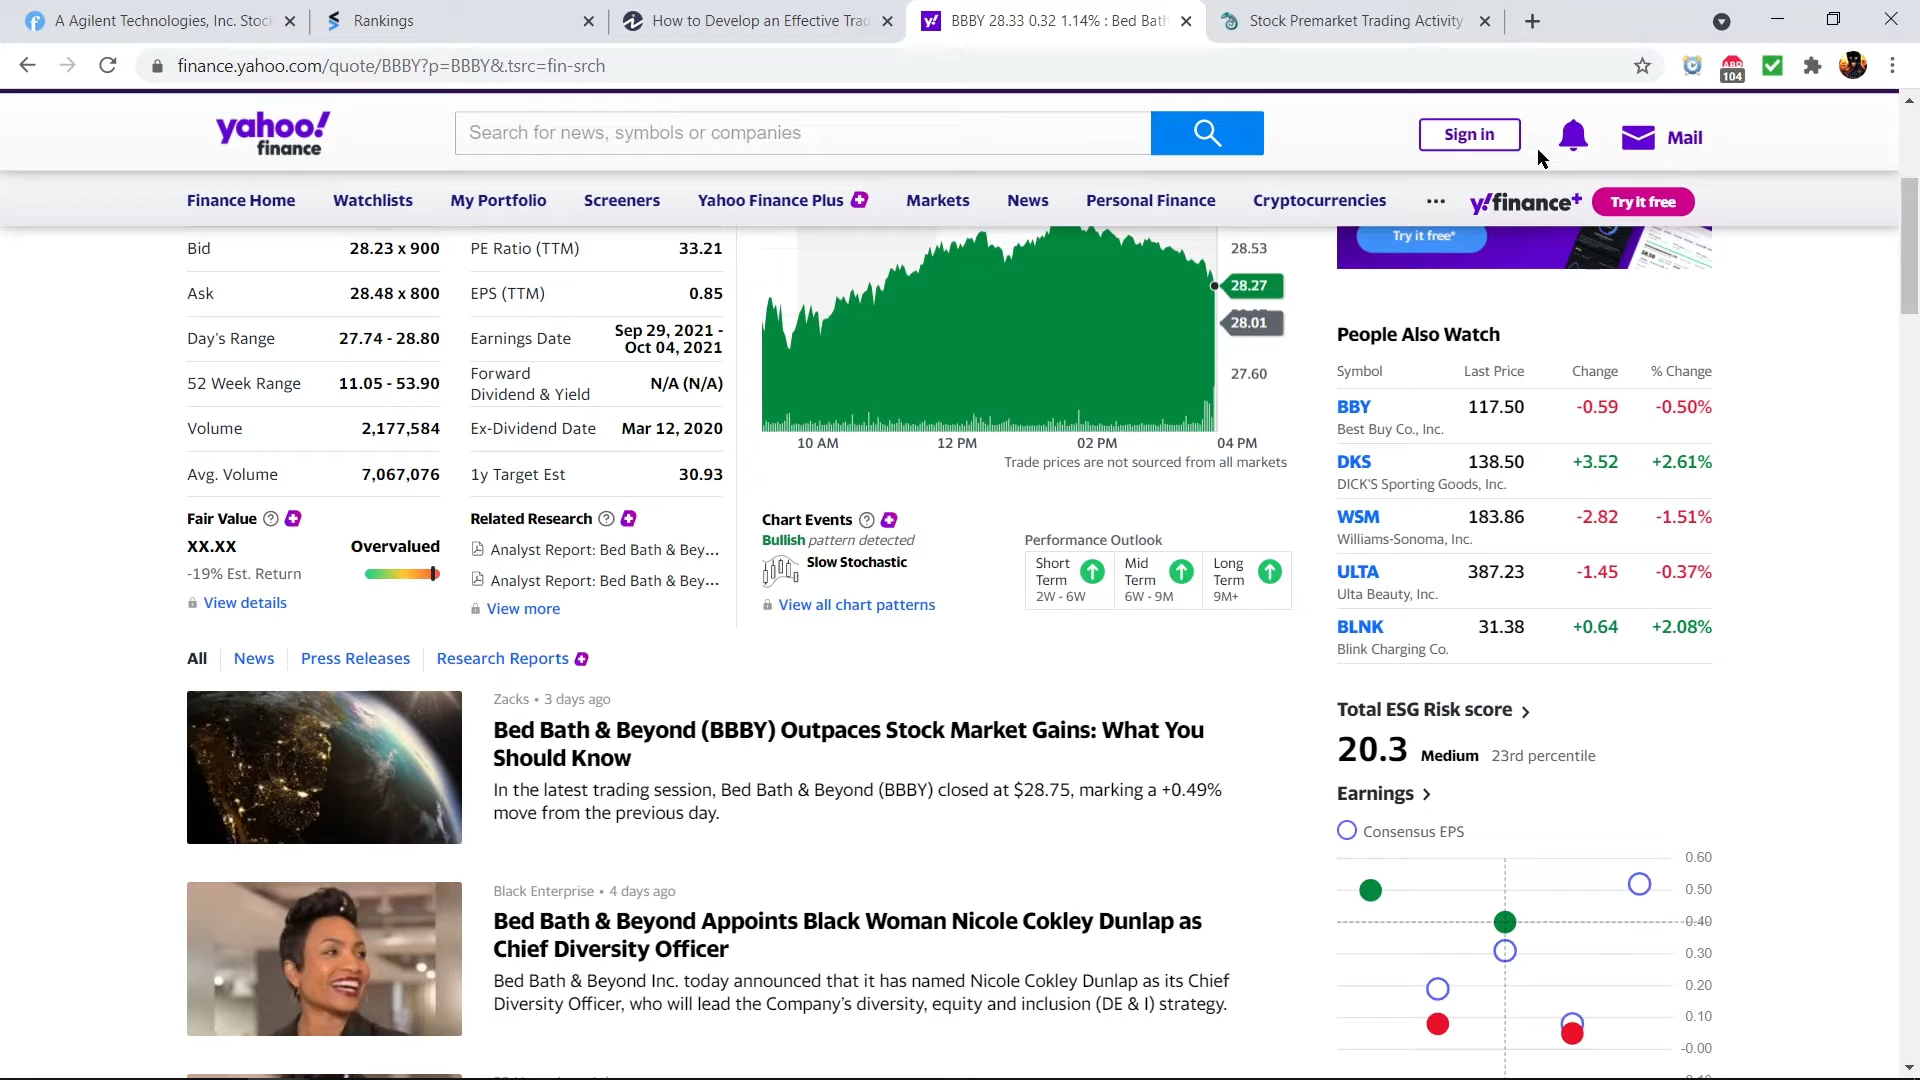 A Agilent Technologies, Inc. Stoc
Rankings
How to Develop an Effective Trad
BBBY 28.33 0.32 1.14% : Bed Bath
Stock Premarket Trading Activity
finance.yahoo.com/quote/BBBY?p=BBBY&.tsrc=fin-srch
ABP
104
yahoo!
finance
Search for news, symbols or companies
Sign in
Mail
Finance Home
Watchlists
My Portfolio
Screeners
Yahoo Finance Plus
Markets
News
Personal Finance
Cryptocurrencies
...
y!finance+
Try it free
Bid 28.23 x 900
Ask 28.48 x 800
Day's Range 27.74 - 28.80
52 Week Range 11.05 - 53.90
Volume 2,177,584
Avg. Volume 7,067,076
PE Ratio (TTM) 33.21
EPS (TTM) 0.85
Earnings Date Sep 29, 2021 -
Oct 04, 2021
Forward
Dividend & Yield N/A (N/A)
Ex-Dividend Date Mar 12, 2020
1y Target Est 30.93
28.53
28.27
28.01
27.60
10 AM 12 PM 02 PM 04 PM
Trade prices are not sourced from all markets
Fair Value
XX.XX Overvalued
-19% Est. Return
View details
Related Research
Analyst Report: Bed Bath & Bey...
Analyst Report: Bed Bath & Bey...
View more
Chart Events
Bullish pattern detected
Slow Stochastic
View all chart patterns
Performance Outlook
Short
Term
2W - 6W
Mid
Term
6W - 9M
Long
Term
9M+
Try it free*
People Also Watch
Symbol Last Price Change % Change
BBY 117.50 -0.59 -0.50%
Best Buy Co., Inc.
DKS 138.50 +3.52 +2.61%
DICK'S Sporting Goods, Inc.
WSM 183.86 -2.82 -1.51%
Williams-Sonoma, Inc.
ULTA 387.23 -1.45 -0.37%
Ulta Beauty, Inc.
BLNK 31.38 +0.64 +2.08%
Blink Charging Co.
All News Press Releases Research Reports
Zacks • 3 days ago
Bed Bath & Beyond (BBBY) Outpaces Stock Market Gains: What You
Should Know
In the latest trading session, Bed Bath & Beyond (BBBY) closed at $28.75, marking a +0.49%
move from the previous day.
Black Enterprise • 4 days ago
Bed Bath & Beyond Appoints Black Woman Nicole Cokley Dunlap as
Chief Diversity Officer
Bed Bath & Beyond Inc. today announced that it has named Nicole Cokley Dunlap as its Chief
Diversity Officer, who will lead the Company's diversity, equity and inclusion (DE & I) strategy.
Total ESG Risk score
20.3 Medium 23rd percentile
Earnings
Consensus EPS
0.60
0.50
0.40
0.30
0.20
0.10
-0.00